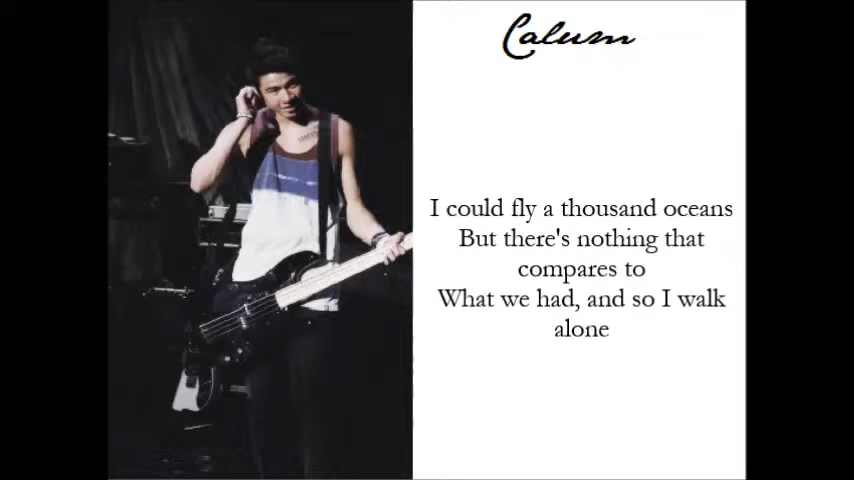 Calum
I could fly a thousand oceans
But there's nothing that
compares to
What we had, and so I walk
alone